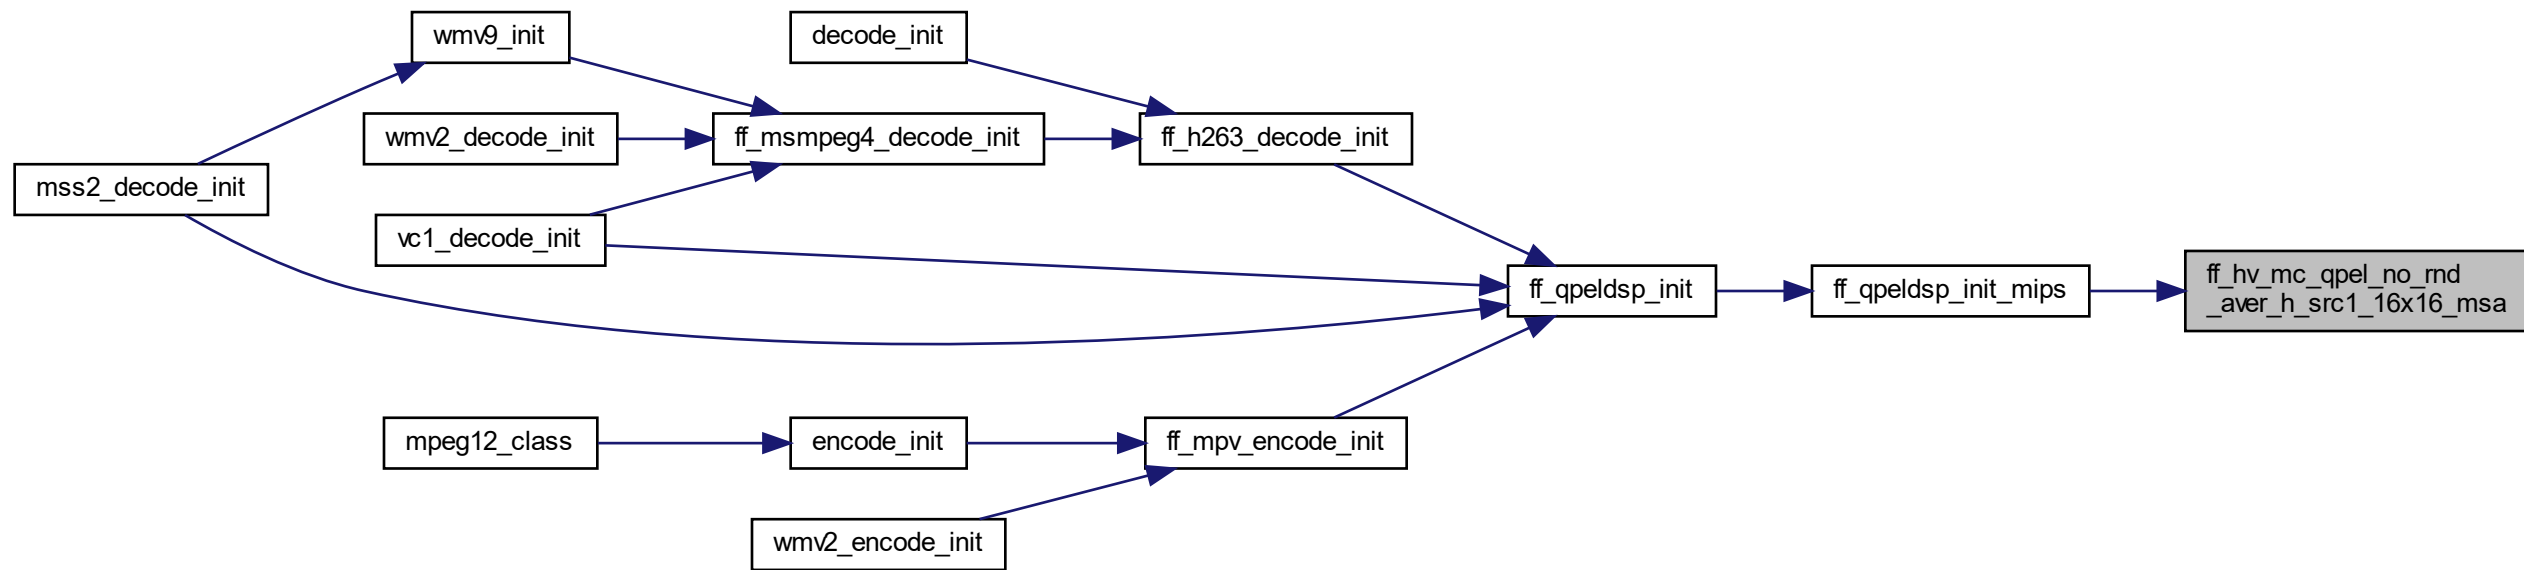 wmv9_init
decode_init
wmv2_decode_init
ff_msmpeg4_decode_init
ff_h263_decode_init
mss2_decode_init
vc1_decode_init
ff_qpeldsp_init
ff_qpeldsp_init_mips
ff_hv_mc_qpel_no_rnd
_aver_h_src1_16x16_msa
mpeg12_class
encode_init
ff_mpv_encode_init
wmv2_encode_init